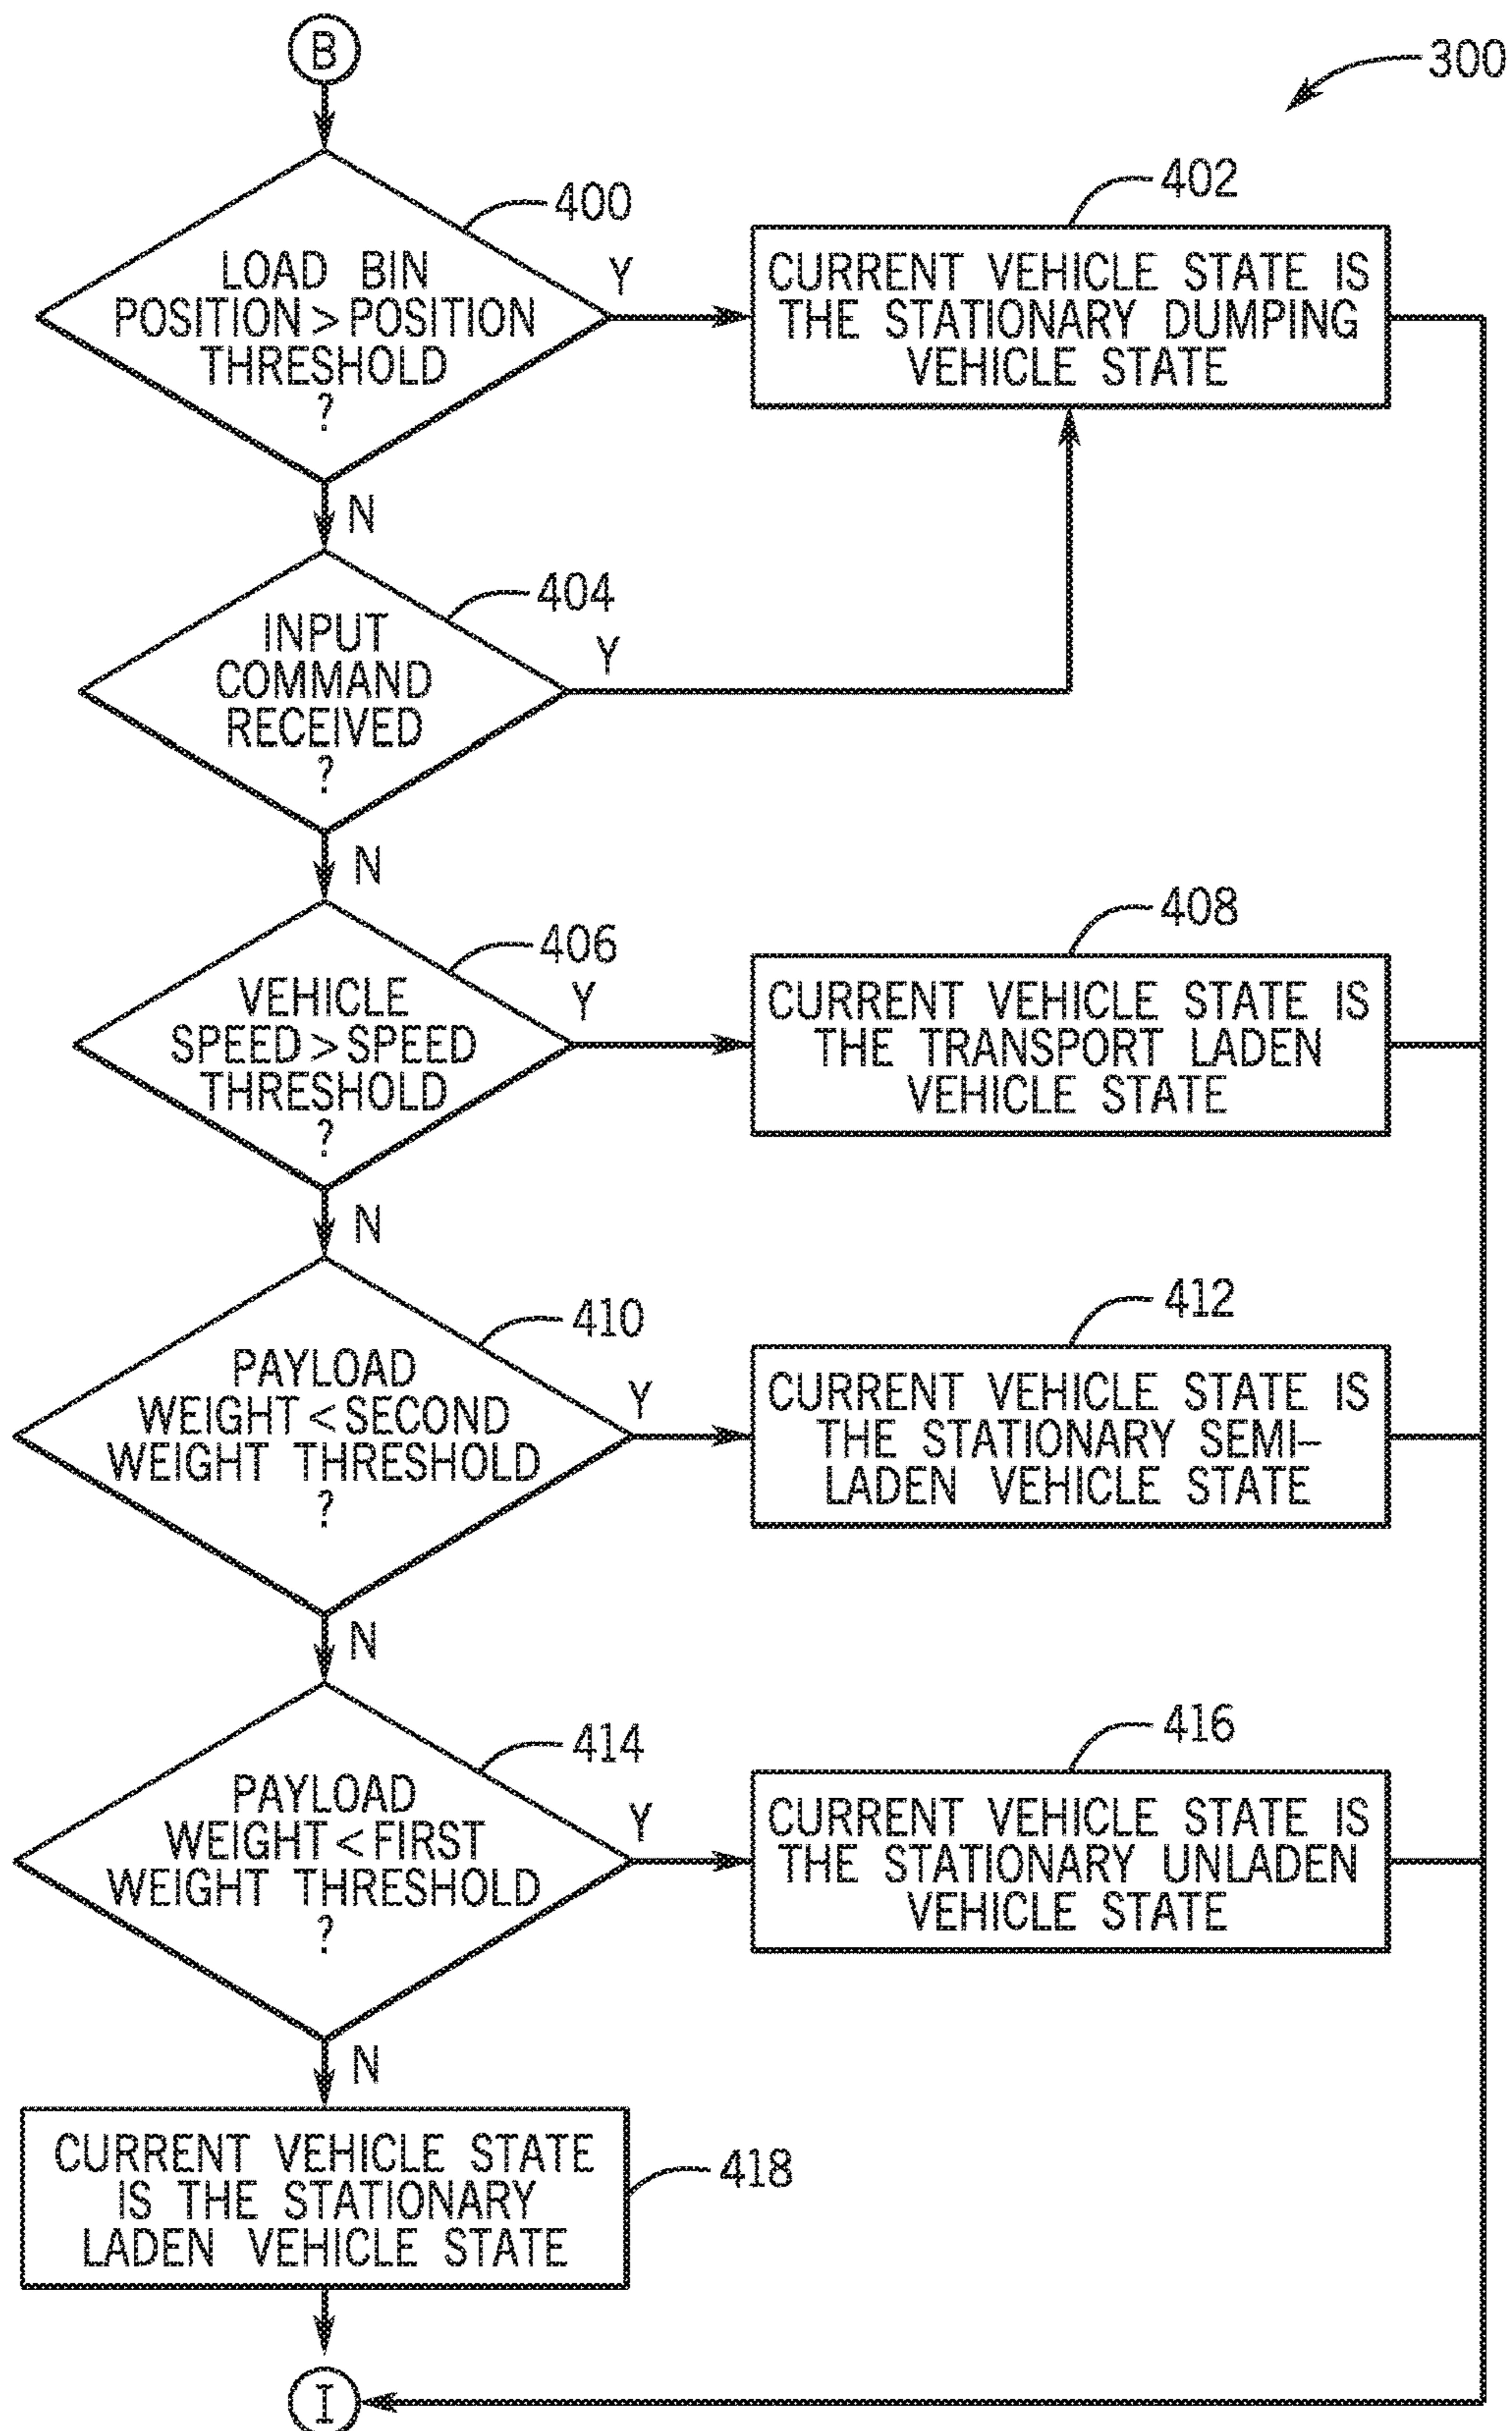 B
300
400
LOAD BIN
POSITION > POSITION
THRESHOLD
?
Y
402
CURRENT VEHICLE STATE IS
THE STATIONARY DUMPING
VEHICLE STATE
N
404
INPUT
COMMAND
RECEIVED
?
Y
N
406
VEHICLE
SPEED > SPEED
THRESHOLD
?
Y
408
CURRENT VEHICLE STATE IS
THE TRANSPORT LADEN
VEHICLE STATE
N
410
PAYLOAD
WEIGHT < SECOND
WEIGHT THRESHOLD
?
Y
412
CURRENT VEHICLE STATE IS
THE STATIONARY SEMI–
LADEN VEHICLE STATE
N
414
PAYLOAD
WEIGHT < FIRST
WEIGHT THRESHOLD
?
Y
416
CURRENT VEHICLE STATE IS
THE STATIONARY UNLADEN
VEHICLE STATE
N
CURRENT VEHICLE STATE
IS THE STATIONARY
LADEN VEHICLE STATE
418
I